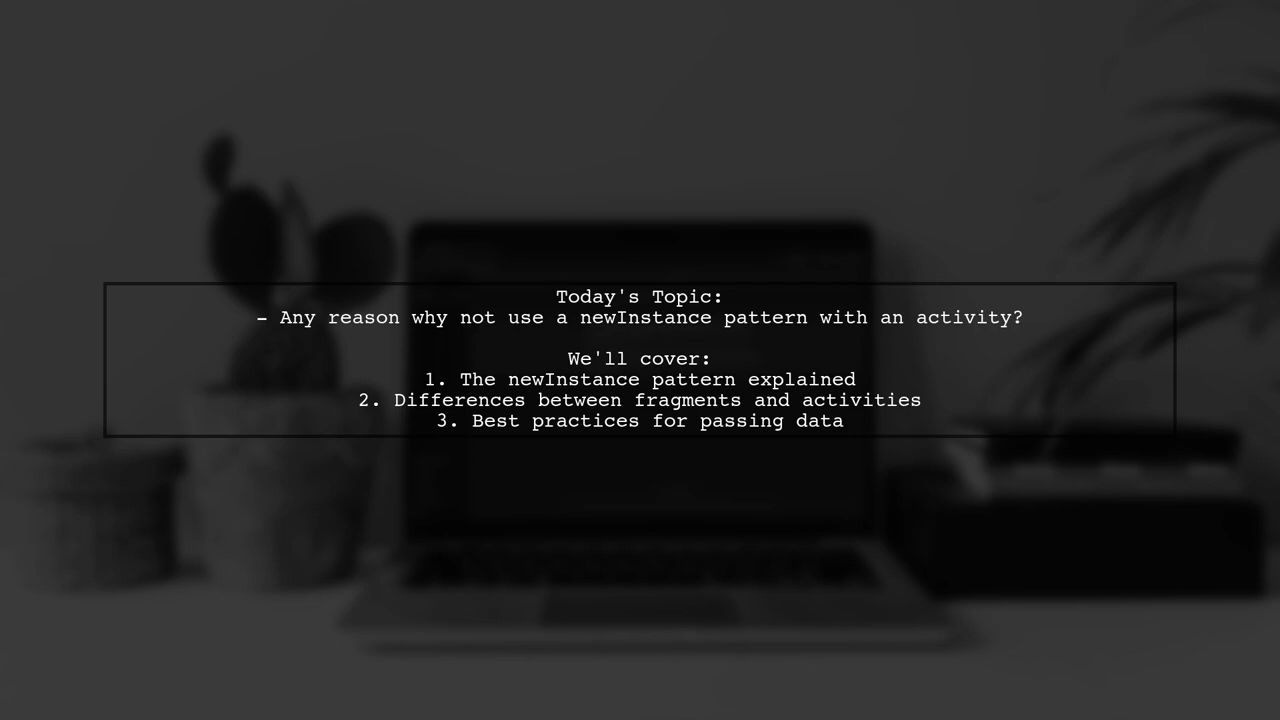 Today's Topic:
- Any reason why not use a newInstance pattern with an activity?
We'll cover:
1. The newInstance pattern explained
2. Differences between fragments and activities
3. Best practices for passing data